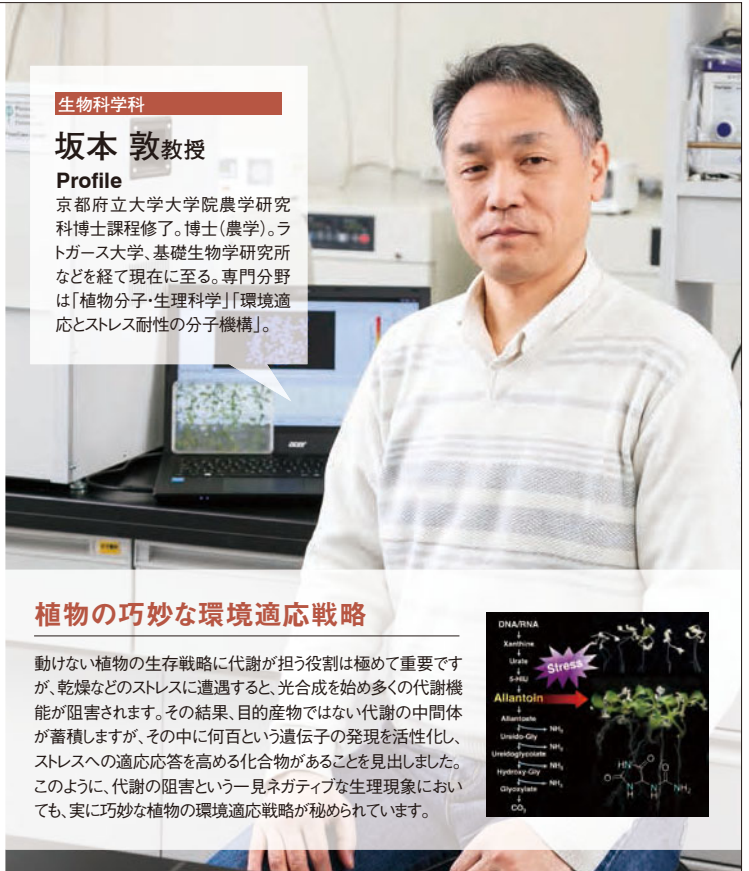 生物科学科
坂本 敦教授
Profile
京都府立大学大学院農学研究
科博士課程修了。博士（農学）。ラ
トガース大学、基礎生物学研究所
などを経て現在に至る。専門分野
は「植物分子・生理科学」「環境適
応とストレス耐性の分子機構」。
acer
植物の巧妙な環境適応戦略
動けない植物の生存戦略に代謝が担う役割は極めて重要です
が、乾燥などのストレスに遭遇すると、光合成を始め多くの代謝機
能が阻害されます。その結果、目的産物ではない代謝の中間体
が蓄積しますが、その中に何百という遺伝子の発現を活性化し、
ストレスへの適応応答を高める化合物があることを見出しました。
このように、代謝の阻害という一見ネガティブな生理現象におい
ても、実に巧妙な植物の環境適応戦略が秘められています。
DNA/RNA
Xanthine
Urate
5-HIU
Stress
Allantoin
Allantoate
NH₃
Ureido-Gly
NH₃
Ureidoglycolate
NH₃
Hydroxy-Gly
NH₃
Glyoxylate
CO₂
HN
O
O
N
H
N
H
O
NH₂